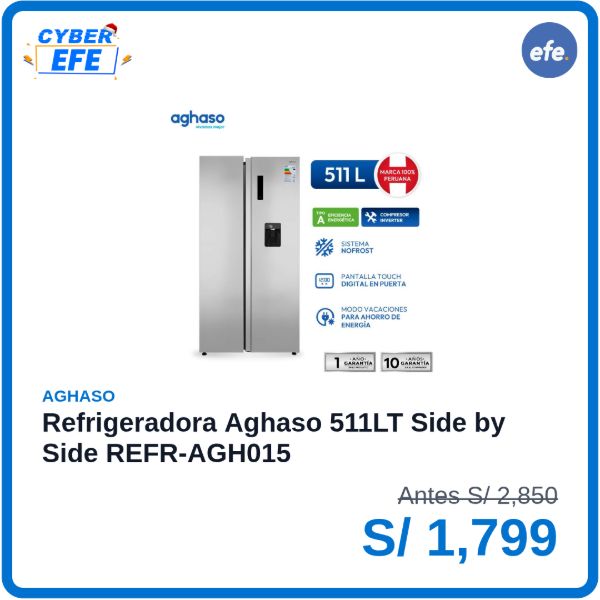 CYBER
EFE
efe.
aghaso
511 L
MARCA 100%
PERUANA
TIPO
A
EFICIENCIA
ENERGÉTICA
COMPRESOR
INVERTER
SISTEMA
NOFROST
PANTALLA TOUCH
DIGITAL EN PUERTA
MODO VACACIONES
PARA AHORRO DE
ENERGÍA
1 AÑO
GARANTÍA
10 AÑOS
GARANTÍA
AGHASO
Refrigeradora Aghaso 511LT Side by
Side REFR-AGH015
Antes S/ 2,850
S/ 1,799